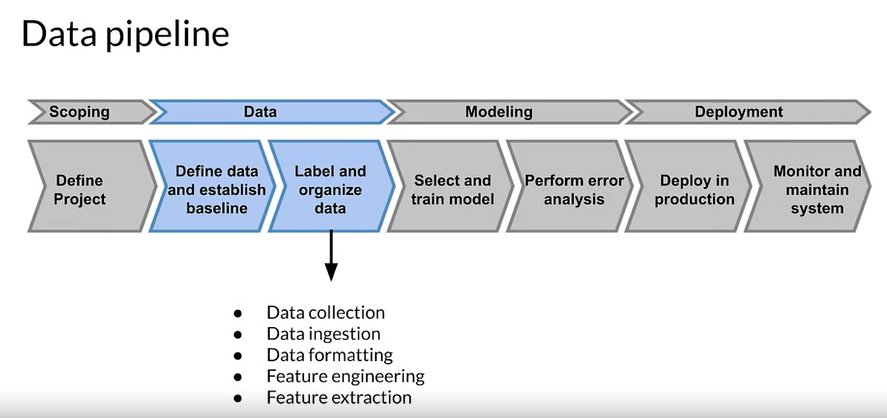 Data pipeline
Scoping
Data
Modeling
Deployment
Define
Project
Define data
and establish
baseline
Label and
organize
data
Select and
train model
Perform error
analysis
Deploy in
production
Monitor and
maintain
system
● Data collection
● Data ingestion
● Data formatting
● Feature engineering
● Feature extraction